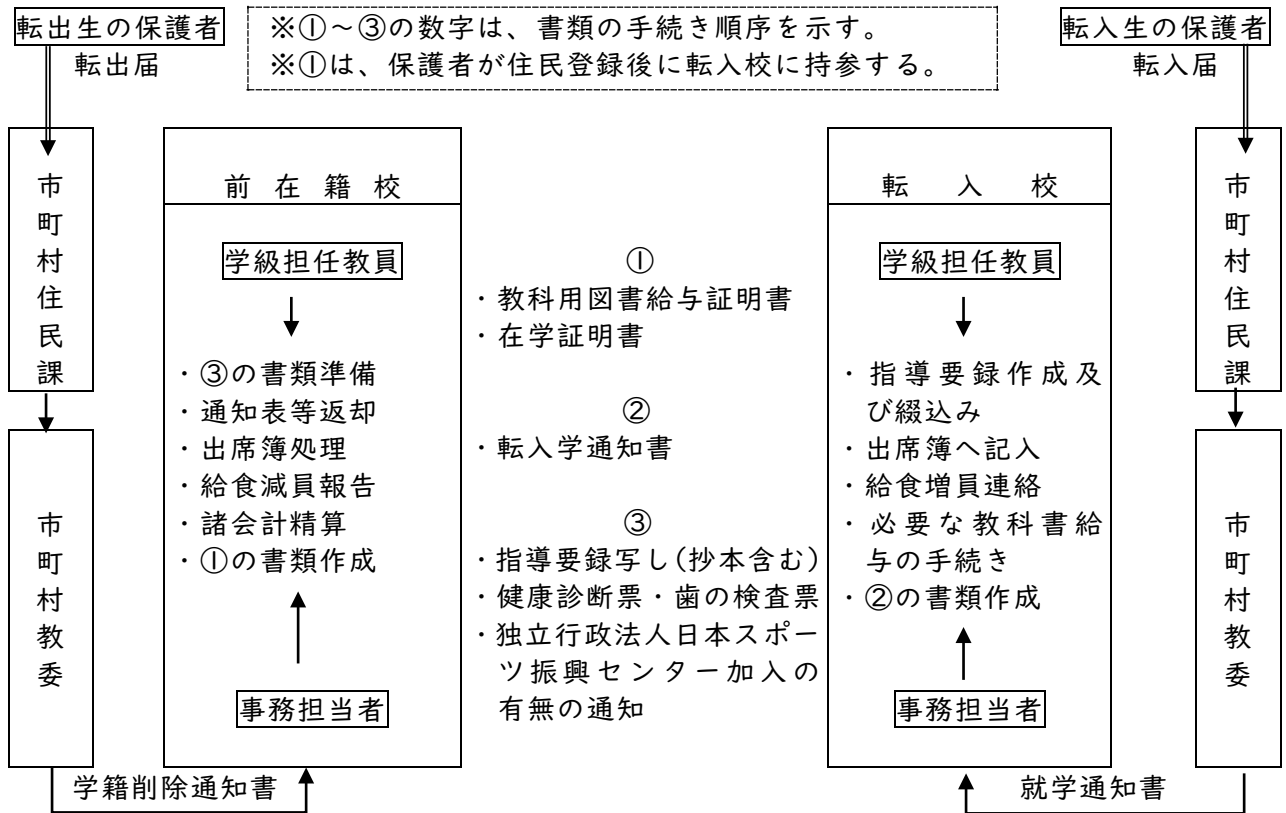 転出生の保護者
転出届
※①～③の数字は、書類の手続き順序を示す。
※①は、保護者が住民登録後に転入校に持参する。
転入生の保護者
転入届
市町村住民課
市町村教委
前在籍校
学級担任教員
・③の書類準備
・通知表等返却
・出席簿処理
・給食減員報告
・諸会計精算
・①の書類作成
事務担当者
学籍削除通知書
①
・教科用図書給与証明書
・在学証明書
②
・転入学通知書
③
・指導要録写し(抄本含む)
・健康診断票・歯の検査票
・独立行政法人日本スポー
ツ振興センター加入の
有無の通知
転入校
学級担任教員
・指導要録作成及
び綴込み
・出席簿へ記入
・給食増員連絡
・必要な教科書給
与の手続き
・②の書類作成
事務担当者
市町村住民課
市町村教委
就学通知書